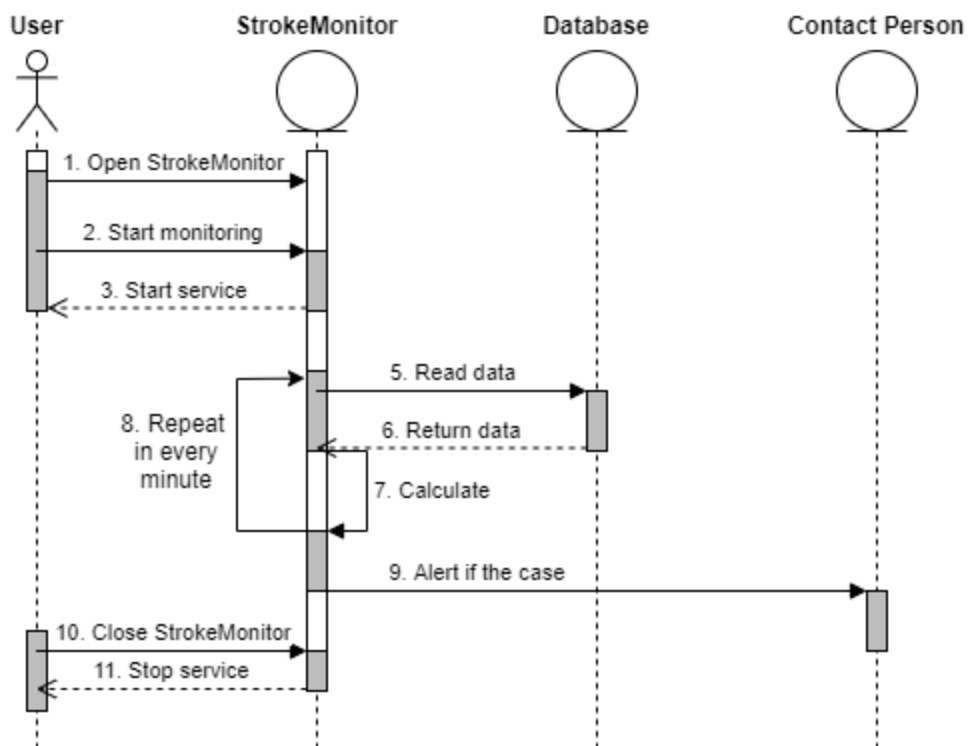 User
StrokeMonitor
Database
Contact Person
1. Open StrokeMonitor
2. Start monitoring
3. Start service
5. Read data
6. Return data
8. Repeat
in every
minute
7. Calculate
9. Alert if the case
10. Close StrokeMonitor
11. Stop service